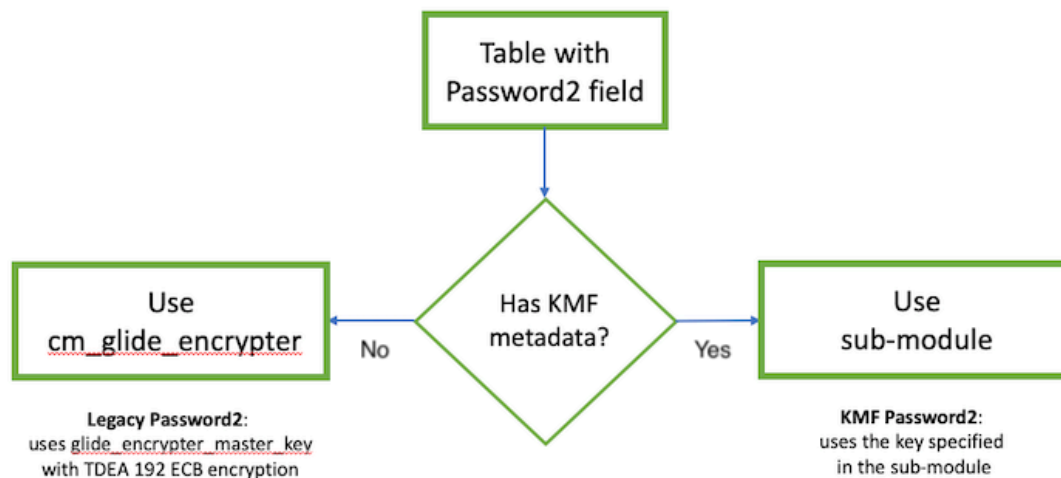 Table with
Password2 field
Has KMF
metadata?
Use
cm_glide_encrypter
No
Yes
Use
sub-module
Legacy Password2:
uses glide_encrypter_master_key
with TDEA 192 ECB encryption
KMF Password2:
uses the key specified
in the sub-module